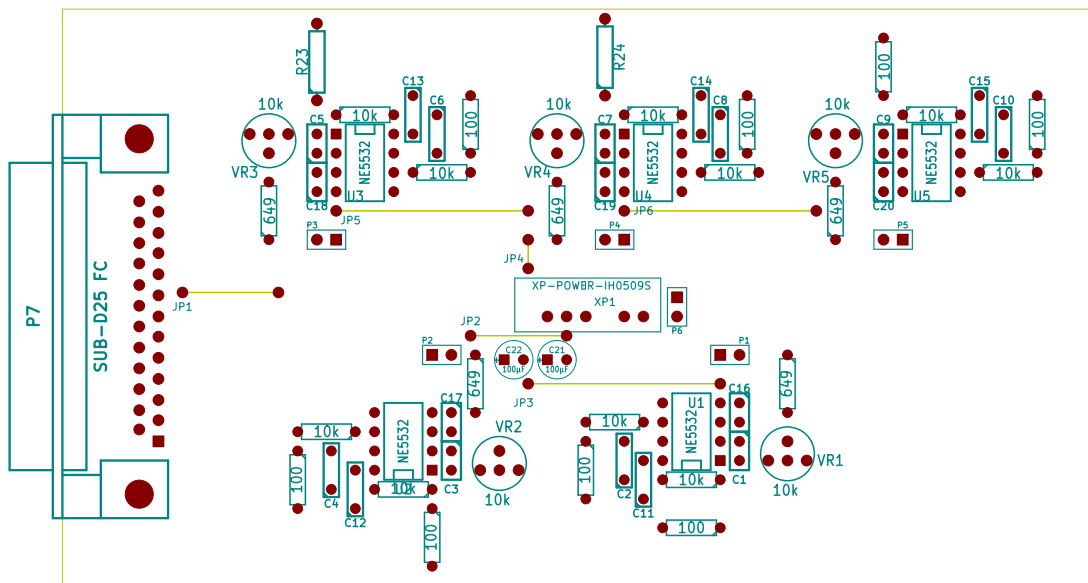 R23
10k
VR3
649
C5
C18
10k
NE5532
U3
C13
C6
10k
100
P3
JP5
R24
10k
VR4
649
C7
C19
10k
NE5532
U4
C14
C8
10k
100
P4
JP6
100
10k
VR5
649
C9
C20
10k
NE5532
U5
C15
C10
10k
100
P5
P7
SUB-D25 FC
JP1
JP4
XP-POWER-IH0509S
XP1
P6
JP2
P2
C22
100µF
C21
100µF
P1
JP3
649
10k
100
C4
C12
NE5532
10k
C17
C3
VR2
10k
100
10k
100
C2
C11
U1
NE5532
10k
C16
C1
649
VR1
10k
100